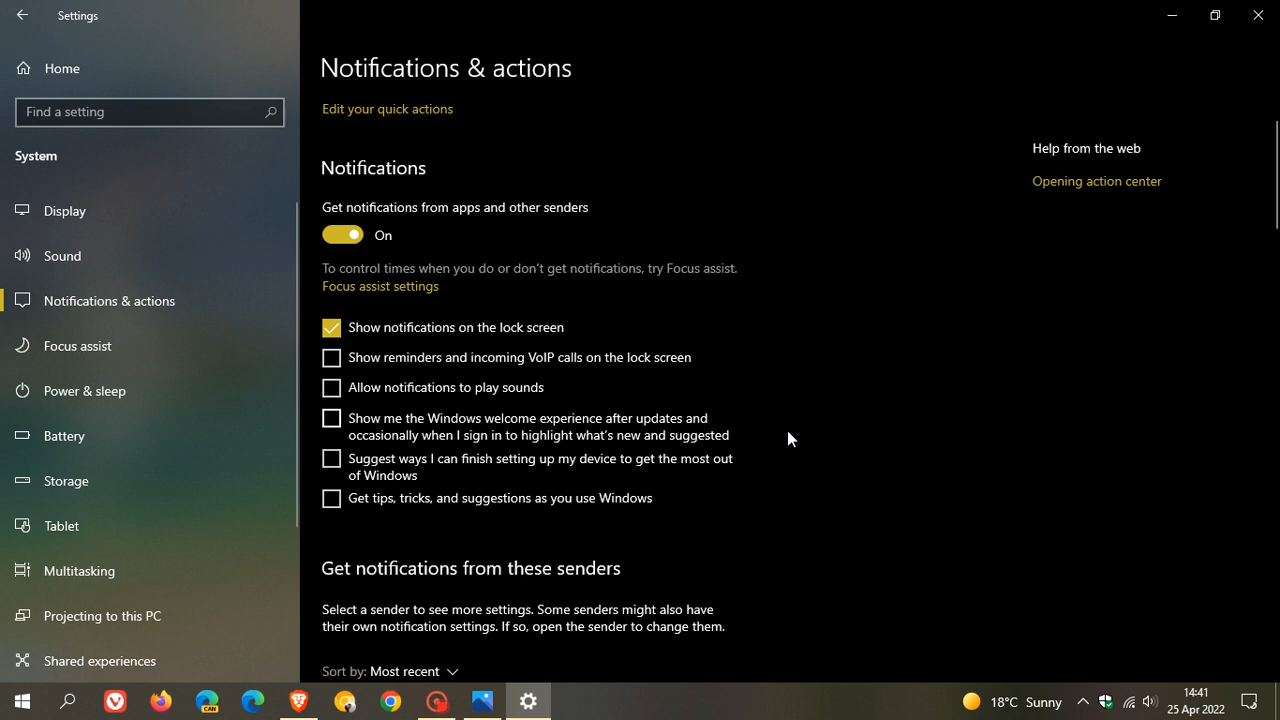 Settings
Home
Find a setting
System
Display
Sound
Notifications & actions
Focus assist
Power & sleep
Battery
Storage
Tablet
Multitasking
Projecting to this PC
Shared experiences
Notifications & actions
Edit your quick actions
Notifications
Get notifications from apps and other senders
On
To control times when you do or don't get notifications, try Focus assist.
Focus assist settings
Show notifications on the lock screen
Show reminders and incoming VoIP calls on the lock screen
Allow notifications to play sounds
Show me the Windows welcome experience after updates and
occasionally when I sign in to highlight what's new and suggested
Suggest ways I can finish setting up my device to get the most out
of Windows
Get tips, tricks, and suggestions as you use Windows
Get notifications from these senders
Select a sender to see more settings. Some senders might also have
their own notification settings. If so, open the sender to change them.
Sort by: Most recent
Help from the web
Opening action center
CAN
18°C Sunny
14:41
25 Apr 2022